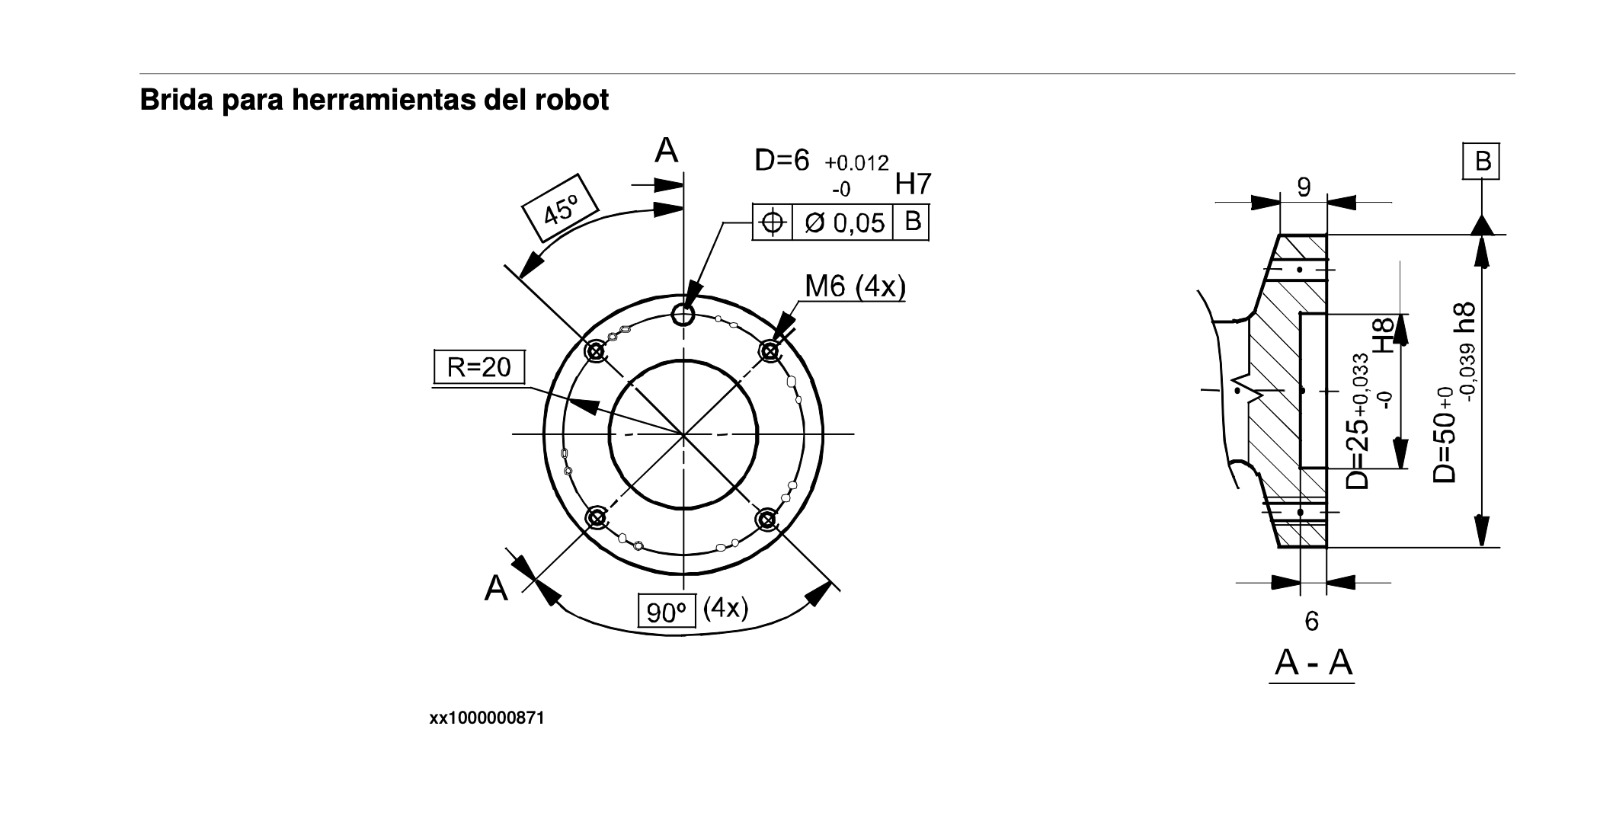 Brida para herramientas del robot
A
D=6 +0.012
-0 H7
45º
Ø 0,05 B
M6 (4x)
R=20
A
90º (4x)
B
9
D=25+0,033
-0
H8
D=50+0
-0,039 h8
6
A - A
xx1000000871